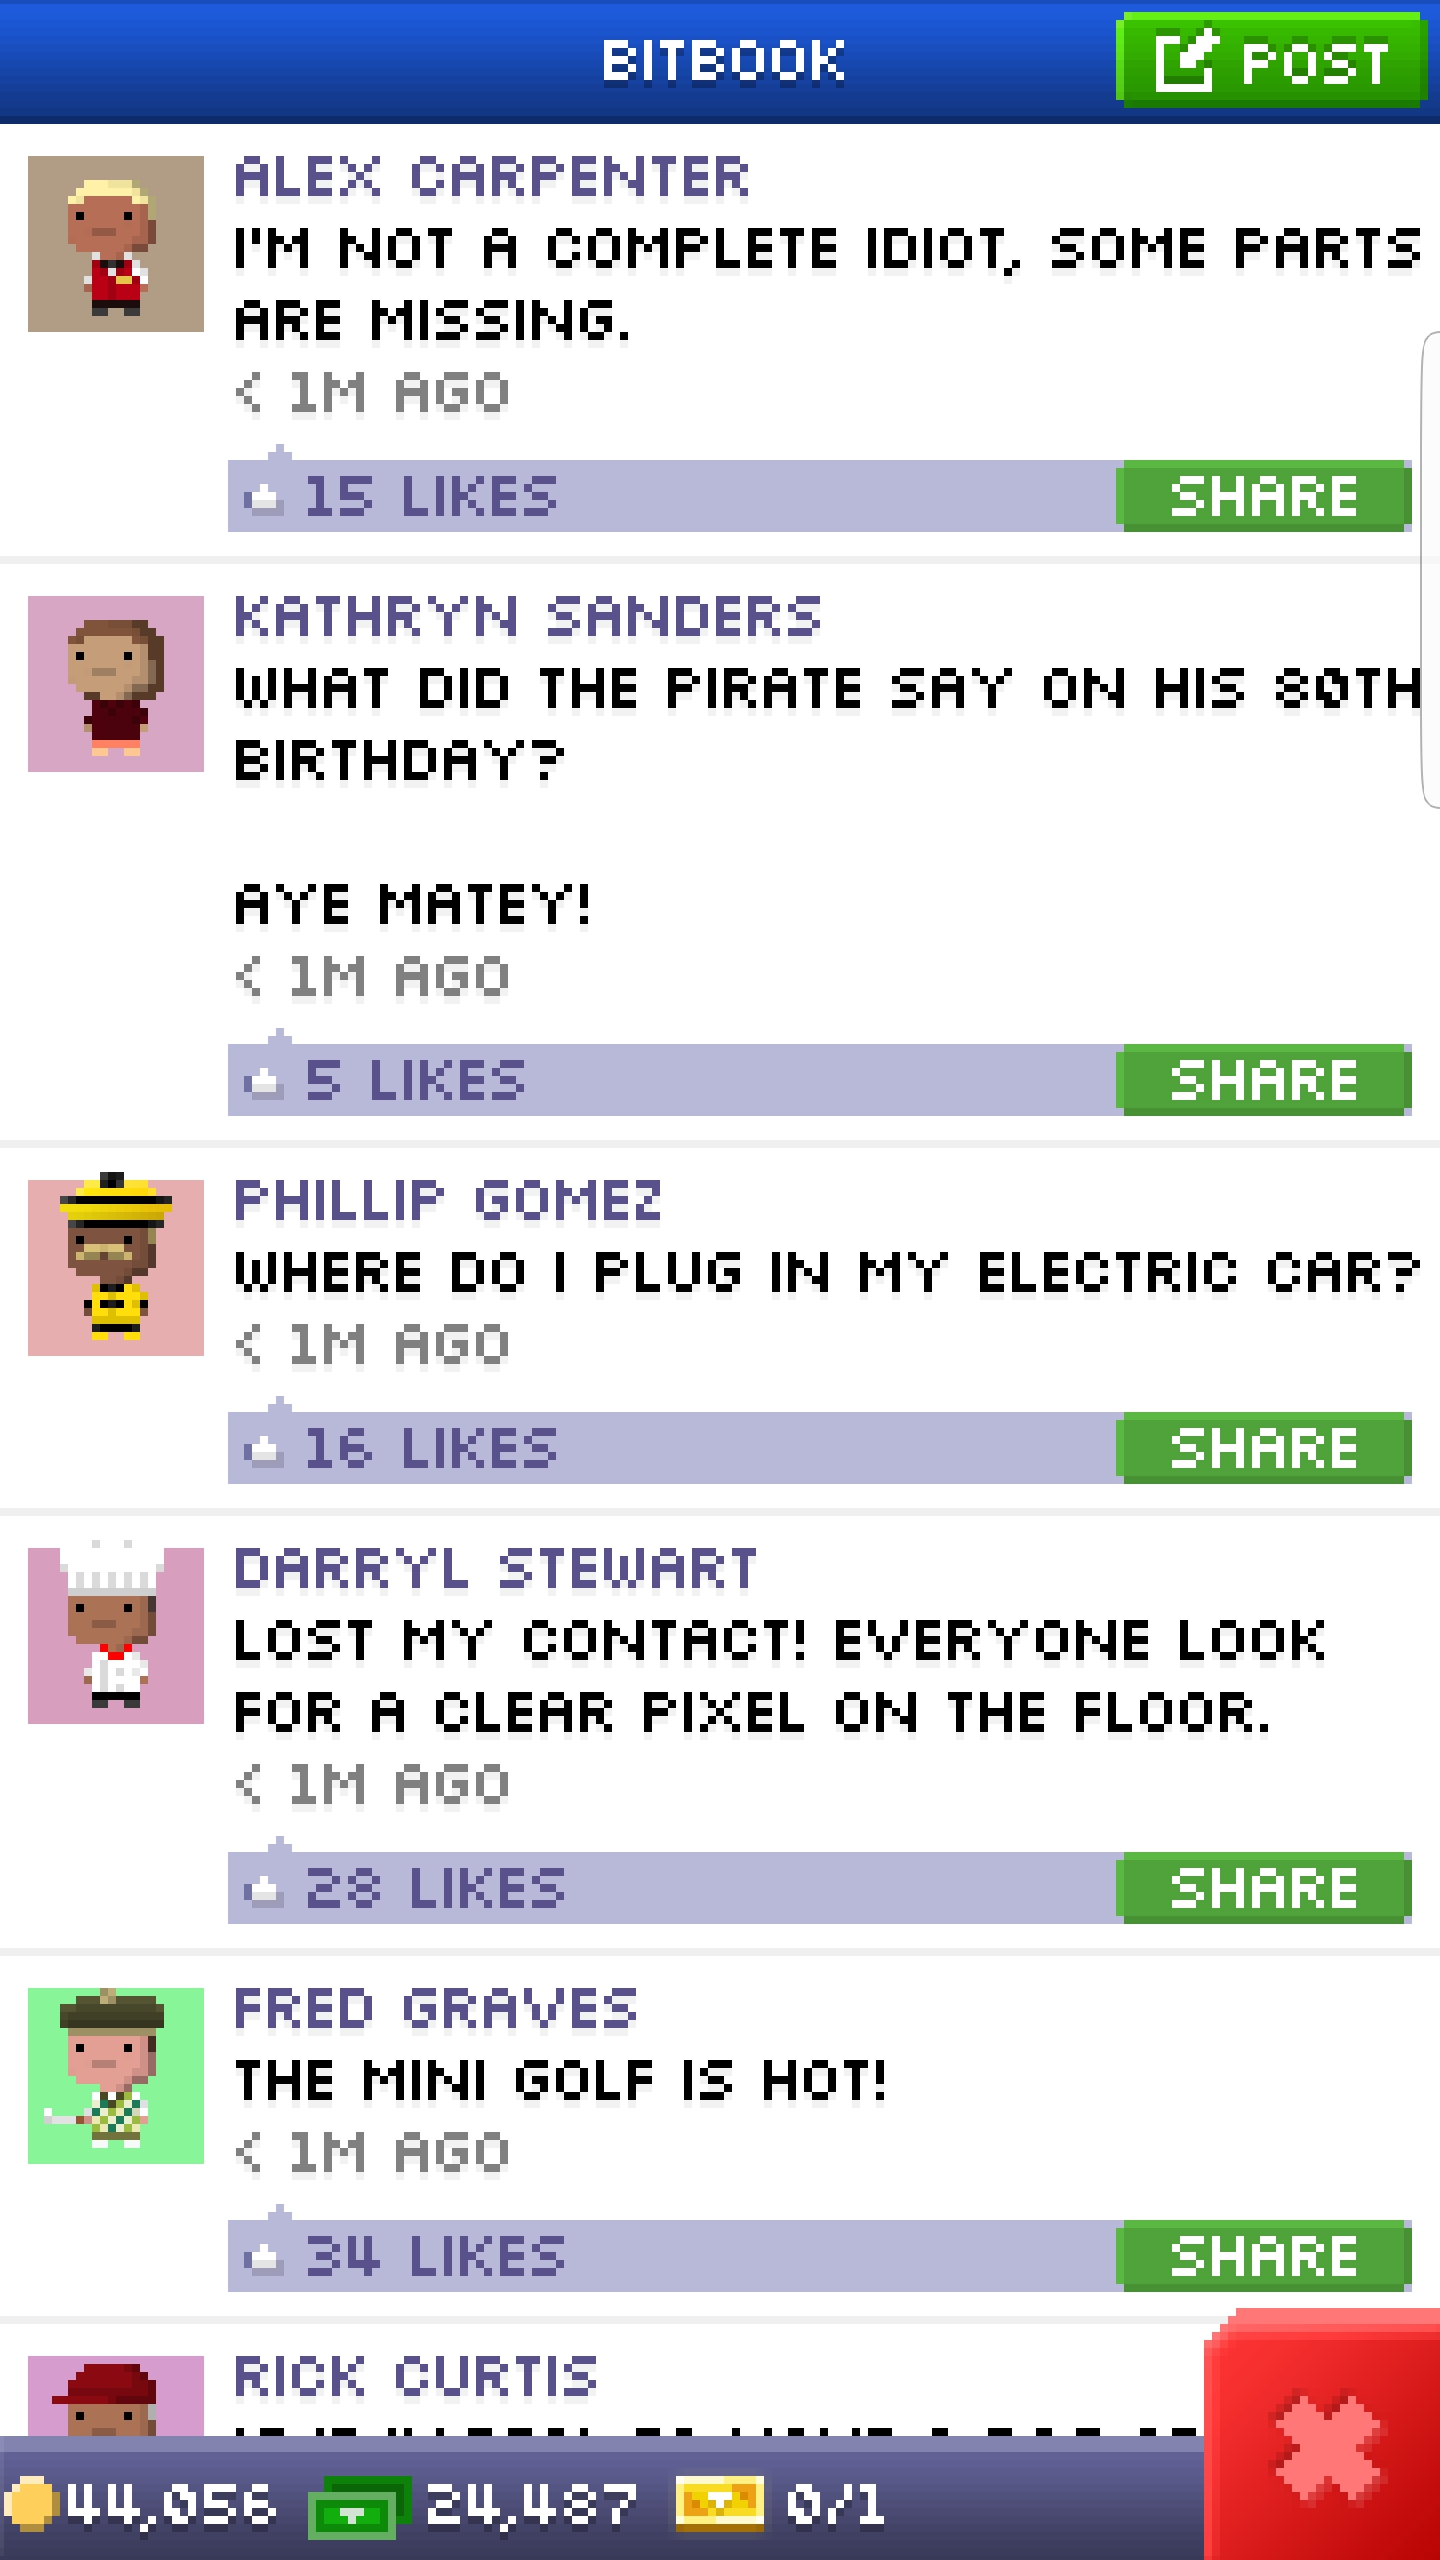 BITBOOK
POST
ALEX CARPENTER
I'M NOT A COMPLETE IDIOT, SOME PARTS
ARE MISSING.
< 1M AGO
15 LIKES
SHARE
KATHRYN SANDERS
WHAT DID THE PIRATE SAY ON HIS 80TH
BIRTHDAY?
AYE MATEY!
< 1M AGO
5 LIKES
SHARE
PHILLIP GOMEZ
WHERE DO I PLUG IN MY ELECTRIC CAR?
< 1M AGO
16 LIKES
SHARE
DARRYL STEWART
LOST MY CONTACT! EVERYONE LOOK
FOR A CLEAR PIXEL ON THE FLOOR.
< 1M AGO
28 LIKES
SHARE
FRED GRAVES
THE MINI GOLF IS HOT!
< 1M AGO
34 LIKES
SHARE
RICK CURTIS
44,056
24,487
0/1